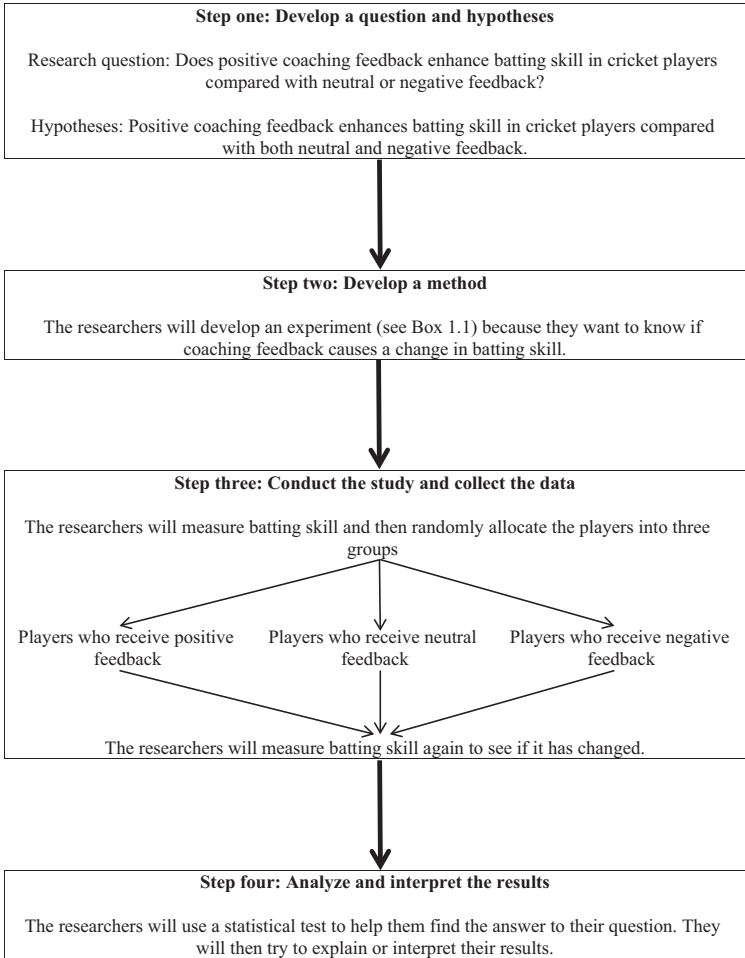 Step one: Develop a question and hypotheses
Research question: Does positive coaching feedback enhance batting skill in cricket players
compared with neutral or negative feedback?
Hypotheses: Positive coaching feedback enhances batting skill in cricket players compared
with both neutral and negative feedback.
Step two: Develop a method
The researchers will develop an experiment (see Box 1.1) because they want to know if
coaching feedback causes a change in batting skill.
Step three: Conduct the study and collect the data
The researchers will measure batting skill and then randomly allocate the players into three
groups
Players who receive positive
feedback
Players who receive neutral
feedback
Players who receive negative
feedback
The researchers will measure batting skill again to see if it has changed.
Step four: Analyze and interpret the results
The researchers will use a statistical test to help them find the answer to their question. They
will then try to explain or interpret their results.